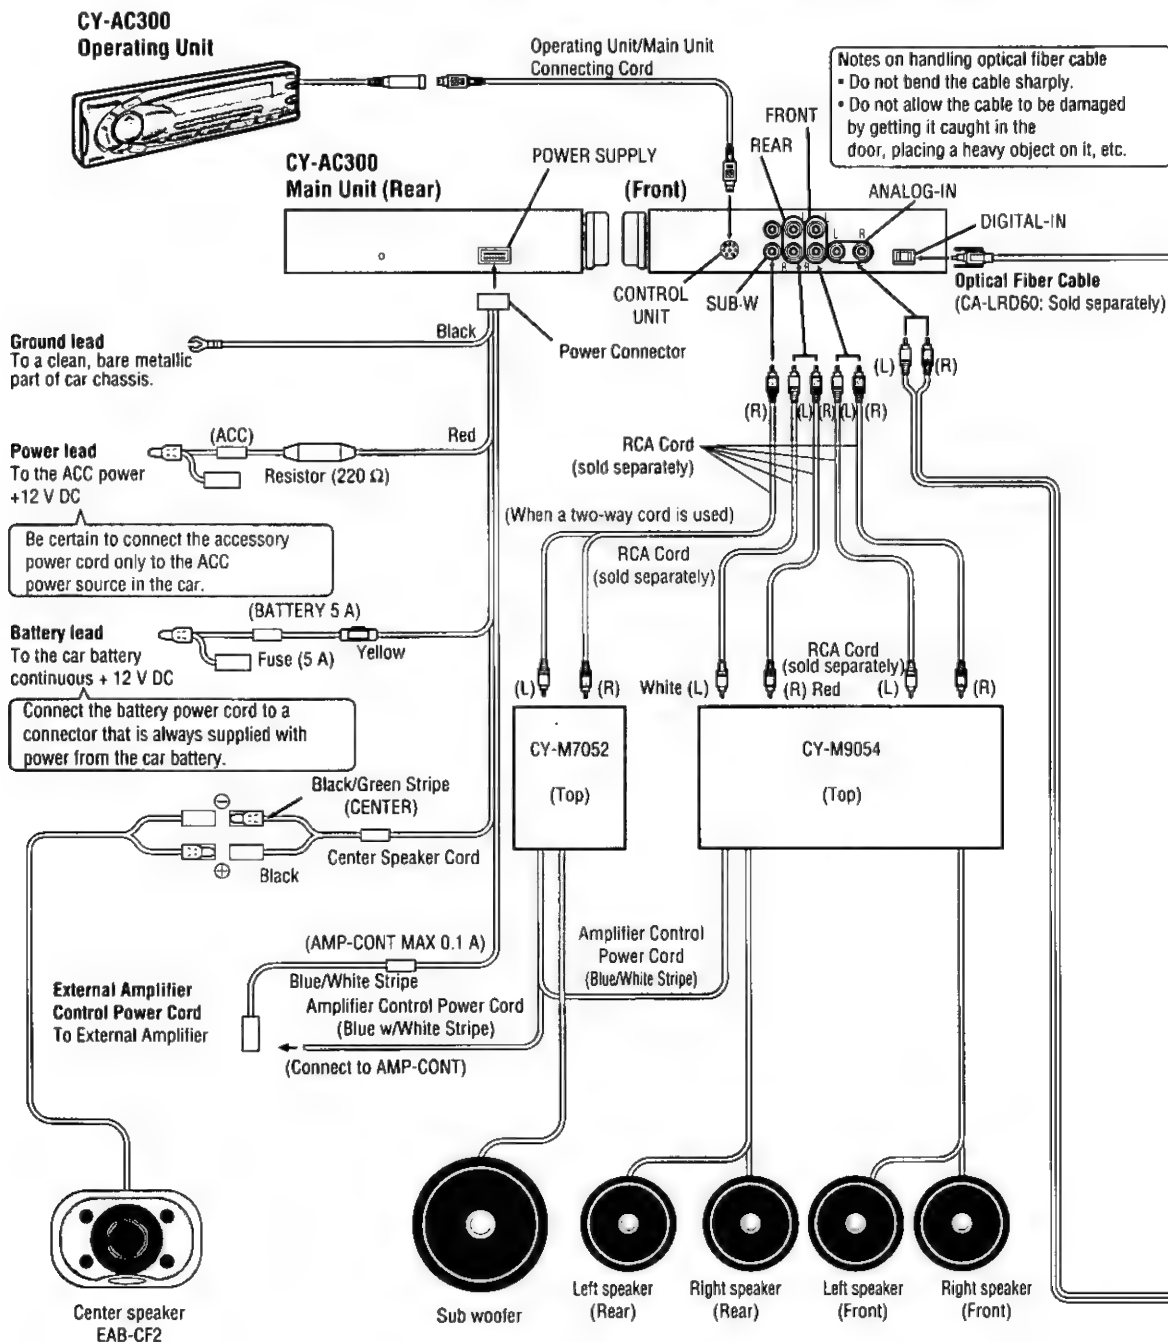 CY-AC300
Operating Unit
Operating Unit/Main Unit
Connecting Cord
Notes on handling optical fiber cable
• Do not bend the cable sharply.
• Do not allow the cable to be damaged
by getting it caught in the
door, placing a heavy object on it, etc.
FRONT
REAR
CY-AC300
Main Unit (Rear)
POWER SUPPLY
(Front)
ANALOG-IN
L R
DIGITAL-IN
R R
CONTROL
UNIT
SUB-W
Optical Fiber Cable
(CA-LRD60: Sold separately)
Black
Power Connector
Ground lead
To a clean, bare metallic
part of car chassis.
(L) (R)
(R) (L) (R) (L) (R)
(ACC)
Red
Power lead
To the ACC power
+12 V DC
Resistor (220 Ω)
RCA Cord
(sold separately)
Be certain to connect the accessory
power cord only to the ACC
power source in the car.
(When a two-way cord is used)
RCA Cord
(sold separately)
(BATTERY 5 A)
Battery lead
To the car battery
continuous + 12 V DC
Fuse (5 A)
Yellow
RCA Cord
(sold separately)
(L) (R) White (L) (R) Red (L) (R)
Connect the battery power cord to a
connector that is always supplied with
power from the car battery.
CY-M7052
(Top)
CY-M9054
(Top)
Black/Green Stripe
(CENTER)
⊖
Center Speaker Cord
⊕
Black
(AMP-CONT MAX 0.1 A)
Blue/White Stripe
Amplifier Control
Power Cord
(Blue/White Stripe)
External Amplifier
Control Power Cord
To External Amplifier
Amplifier Control Power Cord
(Blue w/White Stripe)
(Connect to AMP-CONT)
Center speaker
EAB-CF2
Sub woofer
Left speaker
(Rear)
Right speaker
(Rear)
Left speaker
(Front)
Right speaker
(Front)